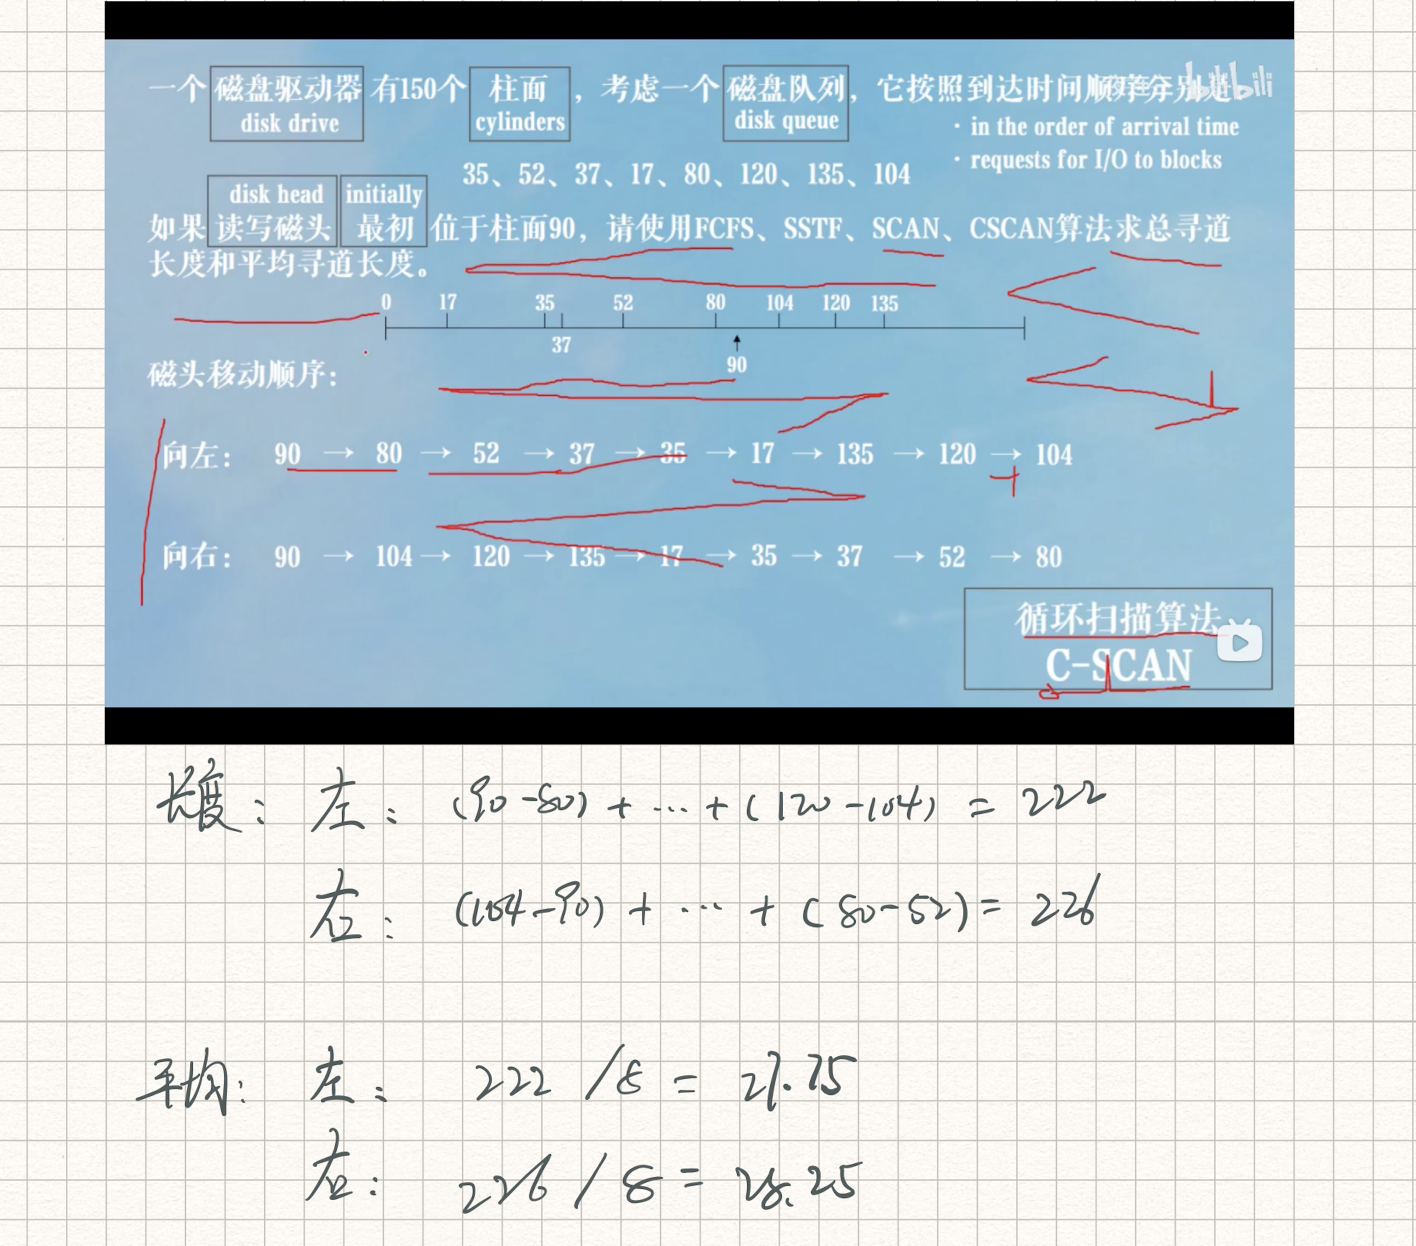 一个 磁盘驱动器 有150个 柱面 ，考虑一个 磁盘队列，它按照到达时间顺序分别是
disk drive cylinders disk queue
· in the order of arrival time
· requests for I/O to blocks
35、52、37、17、80、120、135、104
disk head initially
如果 读写磁头 最初 位于柱面90，请使用FCFS、SSTF、SCAN、CSCAN算法求总寻道
长度和平均寻道长度。
0 17 35 52 80 104 120 135
37
90
磁头移动顺序：
向左： 90 → 80 → 52 → 37 → 35 → 17 → 135 → 120 → 104
向右： 90 → 104 → 120 → 135 → 17 → 35 → 37 → 52 → 80
循环扫描算法
C-SCAN
长度： 左： (90-80) + … + (120-104) = 222
右： (104-90) + … + (80-52) = 226
平均： 左： 222 / 8 = 27.75
右： 226 / 8 = 28.25